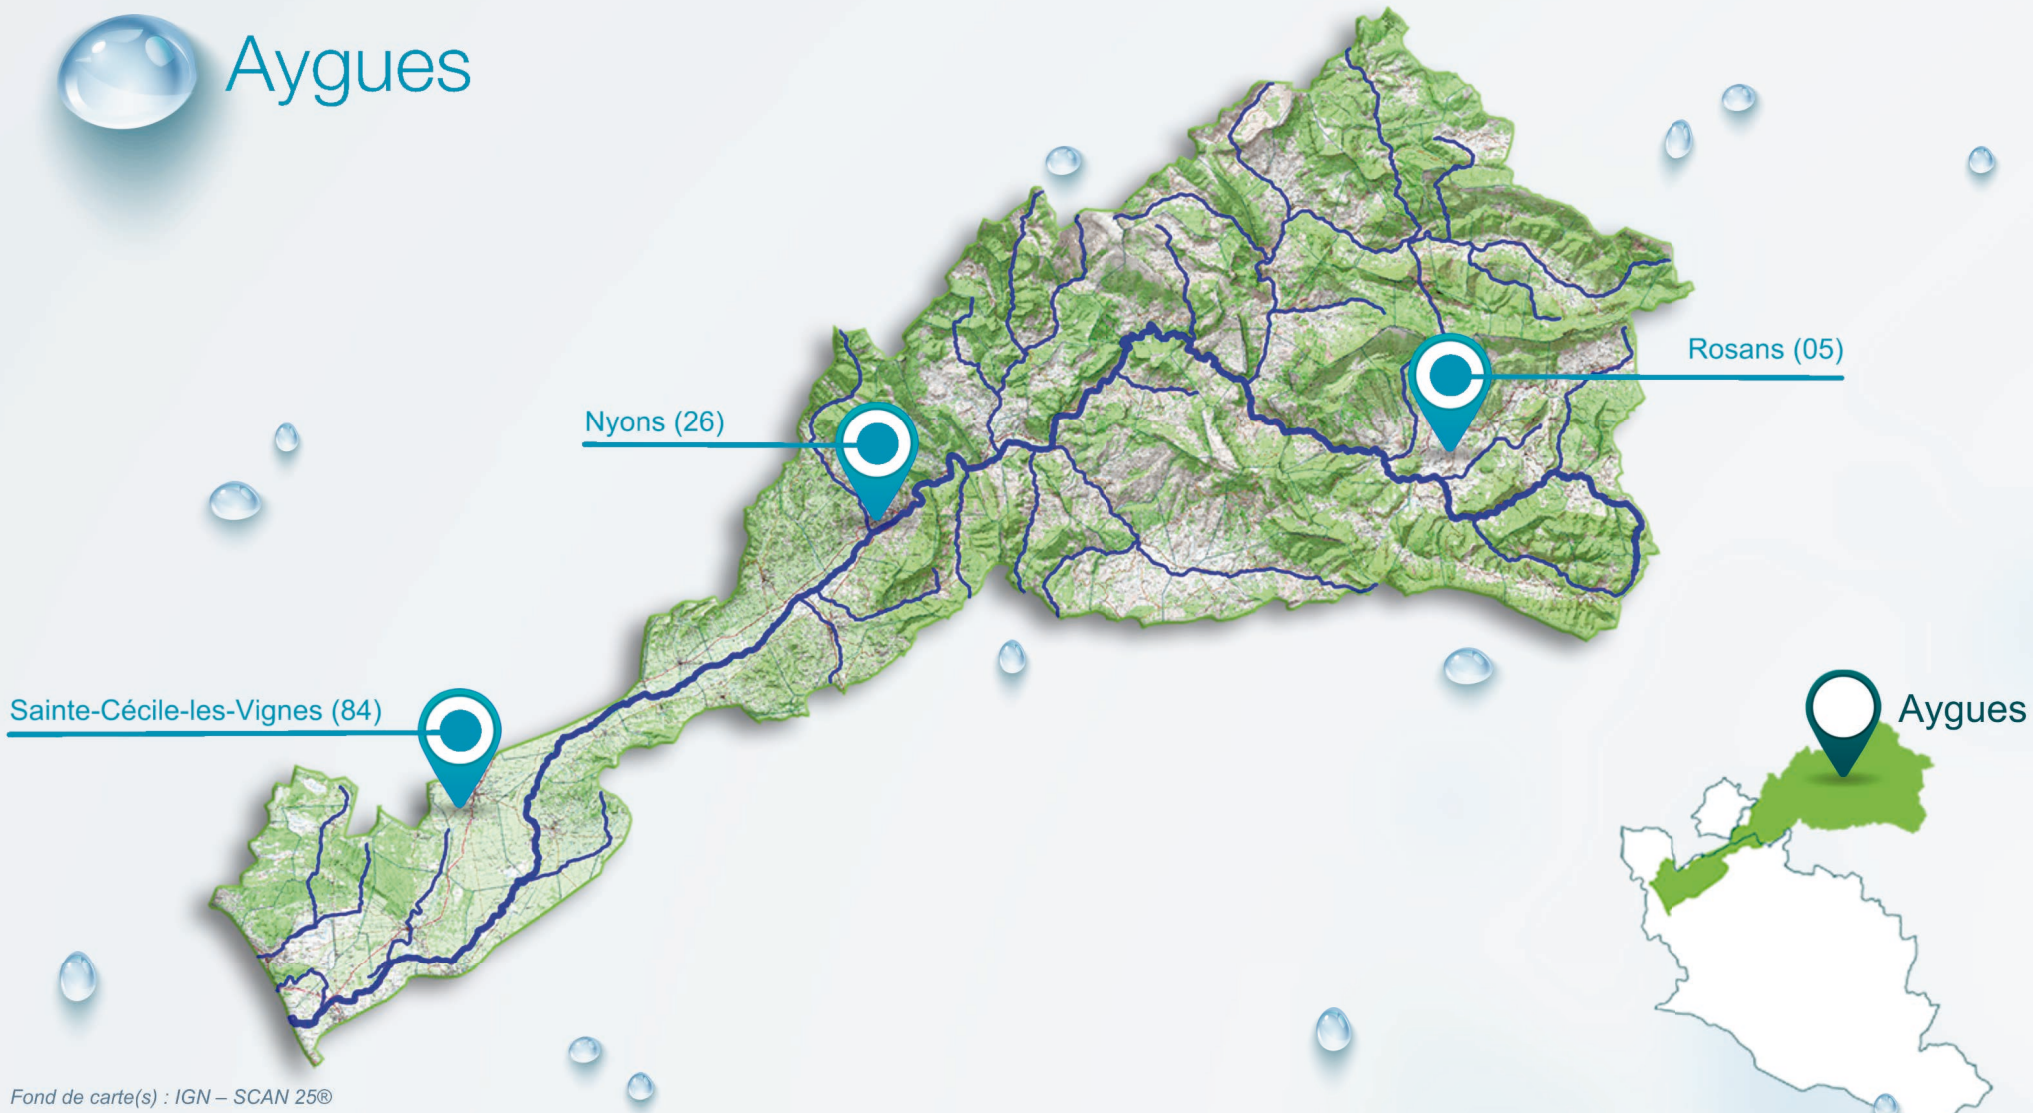 Aygues
Rosans (05)
Nyons (26)
Sainte-Cécile-les-Vignes (84)
Aygues
Fond de carte(s) : IGN – SCAN 25®